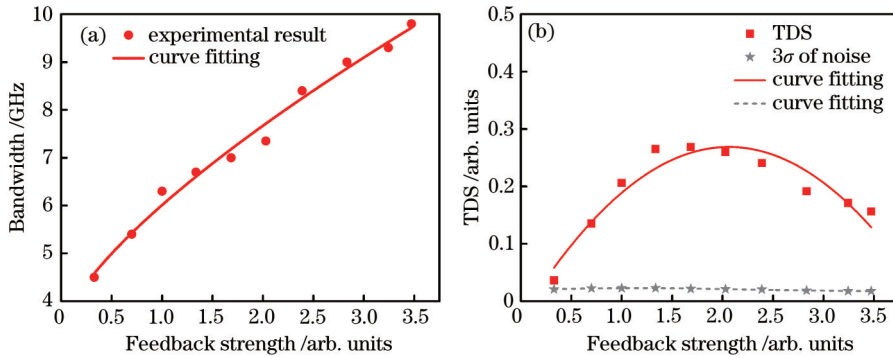 (a)
experimental result
curve fitting
10
9
8
7
6
5
4
Bandwidth /GHz
0 0.5 1.0 1.5 2.0 2.5 3.0 3.5
Feedback strength /arb. units
(b)
TDS
3σ of noise
curve fitting
curve fitting
0.5
0.4
0.3
0.2
0.1
0
TDS /arb. units
0 0.5 1.0 1.5 2.0 2.5 3.0 3.5
Feedback strength /arb. units